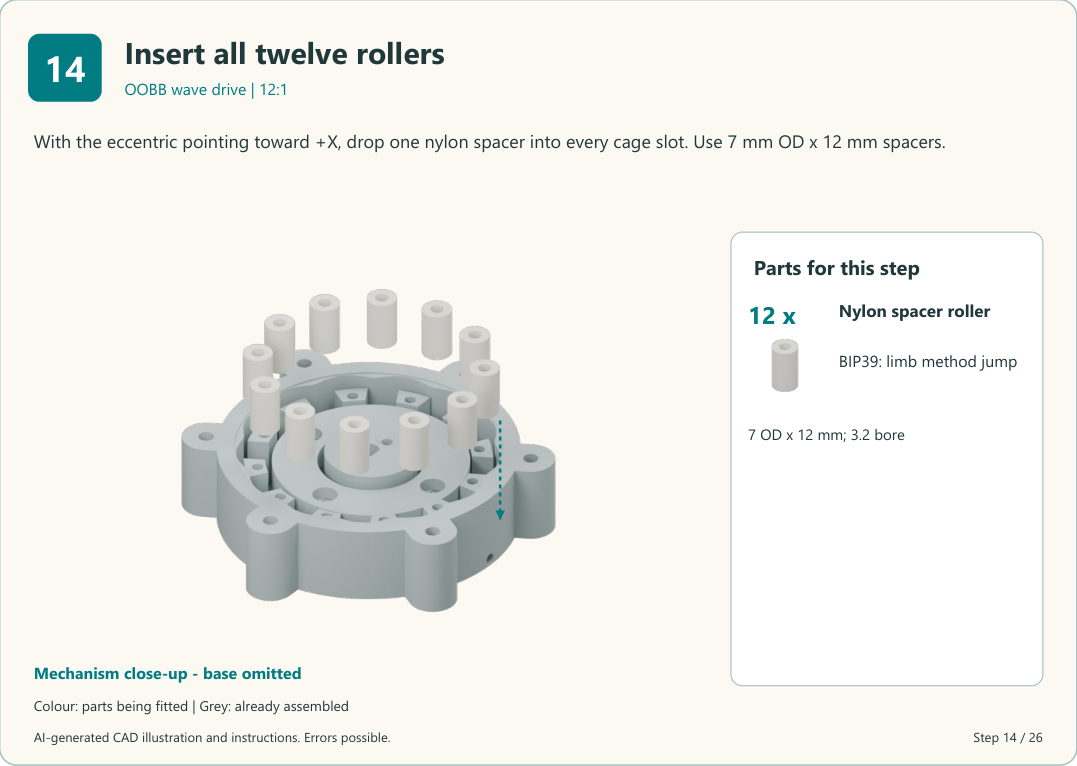 14
Insert all twelve rollers
OOBB wave drive | 12:1
With the eccentric pointing toward +X, drop one nylon spacer into every cage slot. Use 7 mm OD x 12 mm spacers.
Parts for this step
12 x
Nylon spacer roller
BIP39: limb method jump
7 OD x 12 mm; 3.2 bore
Mechanism close-up - base omitted
Colour: parts being fitted | Grey: already assembled
AI-generated CAD illustration and instructions. Errors possible.
Step 14 / 26